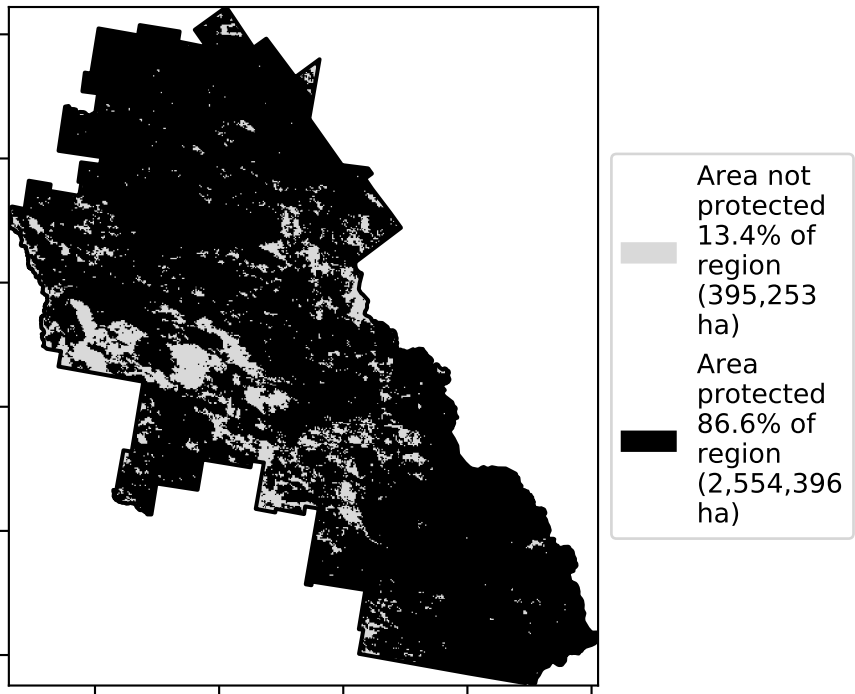 Area not
protected
13.4% of
region
(395,253
ha)
Area
protected
86.6% of
region
(2,554,396
ha)